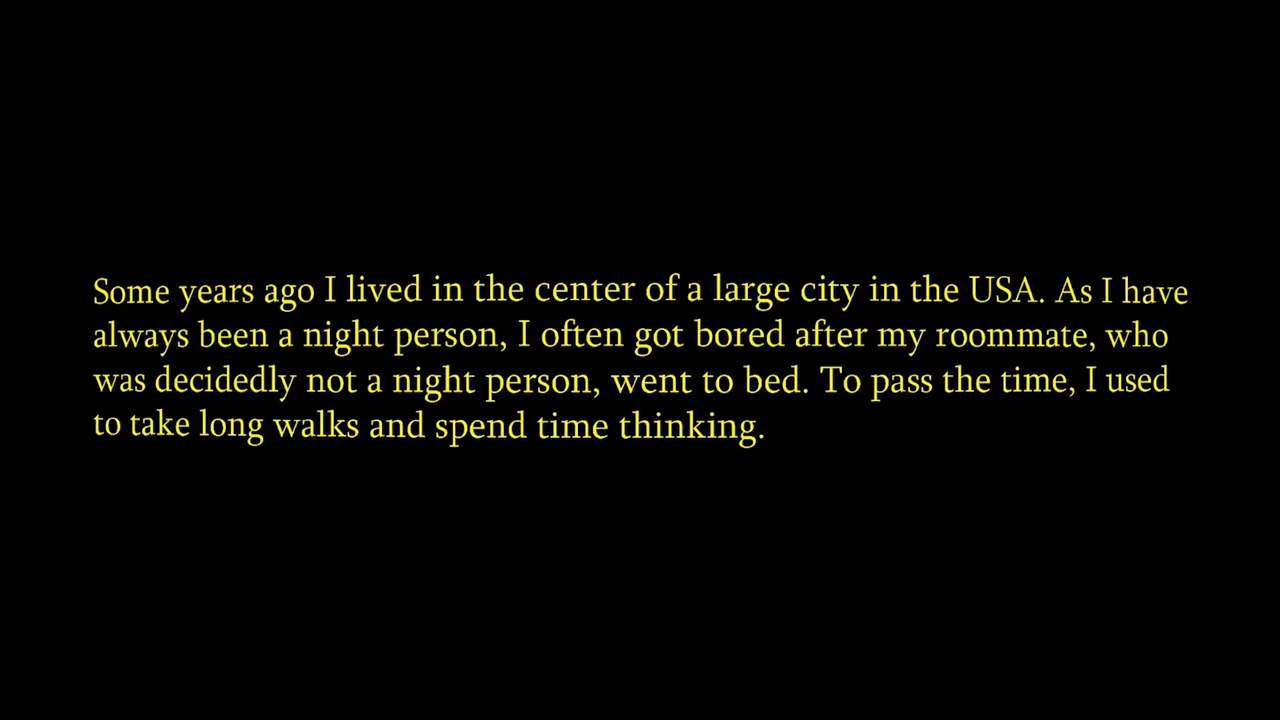 Some years ago I lived in the center of a large city in the USA. As I have
always been a night person, I often got bored after my roommate, who
was decidedly not a night person, went to bed. To pass the time, I used
to take long walks and spend time thinking.